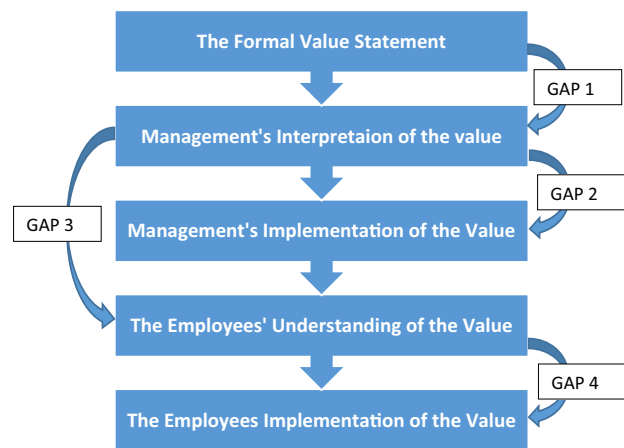 The Formal Value Statement
GAP 1
Management's Interpretaion of the value
GAP 2
Management's Implementation of the Value
GAP 3
The Employees' Understanding of the Value
GAP 4
The Employees Implementation of the Value